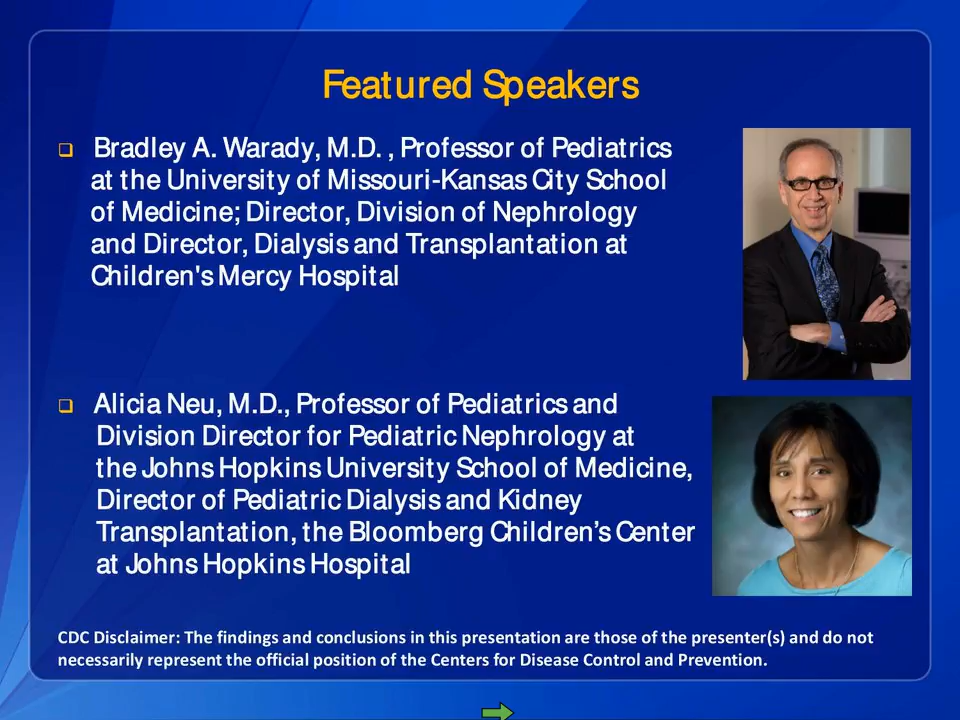 Featured Speakers
Bradley A. Warady, M.D. , Professor of Pediatrics
at the University of Missouri-Kansas City School
of Medicine; Director, Division of Nephrology
and Director, Dialysis and Transplantation at
Children's Mercy Hospital
Alicia Neu, M.D., Professor of Pediatrics and
Division Director for Pediatric Nephrology at
the Johns Hopkins University School of Medicine,
Director of Pediatric Dialysis and Kidney
Transplantation, the Bloomberg Children’s Center
at Johns Hopkins Hospital
CDC Disclaimer: The findings and conclusions in this presentation are those of the presenter(s) and do not
necessarily represent the official position of the Centers for Disease Control and Prevention.